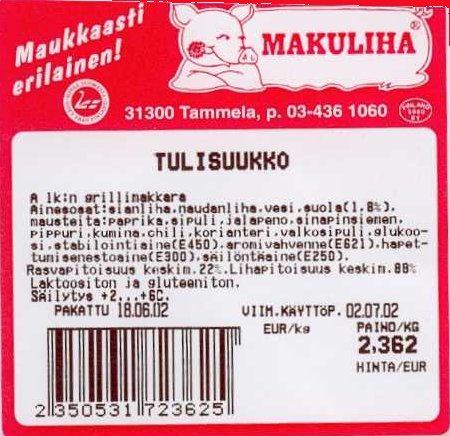 Maukkaasti
erilainen!
MAKULIHA®
31300 Tammela, p. 03-436 1060
FINLAND
EY
TULISUUKKO
A lk:n grillimakkara
Ainesosat:sianliha,naudanliha,vesi,suola(1.8%),
mausteita:paprika,sipuli,jalapeno,sinapinsiemen,
pippuri,kumina,chili,korianteri,valkosipuli,glukoo-
si,stabilointiaine(E450),aromivahvenne(E621),hapet-
tumisenestoaine(E300),säilöntäaine(E250).
Rasvapitoisuus keskim.22%.Lihapitoisuus keskim.88%
Laktoositon ja gluteeniton.
Säilytys +2...+6C.
PAKATTU 18.06.02 VIIM.KÄYTTÖP. 02.07.02
EUR/kg PAINO/KG
2,362
HINTA/EUR
2 350531 723625